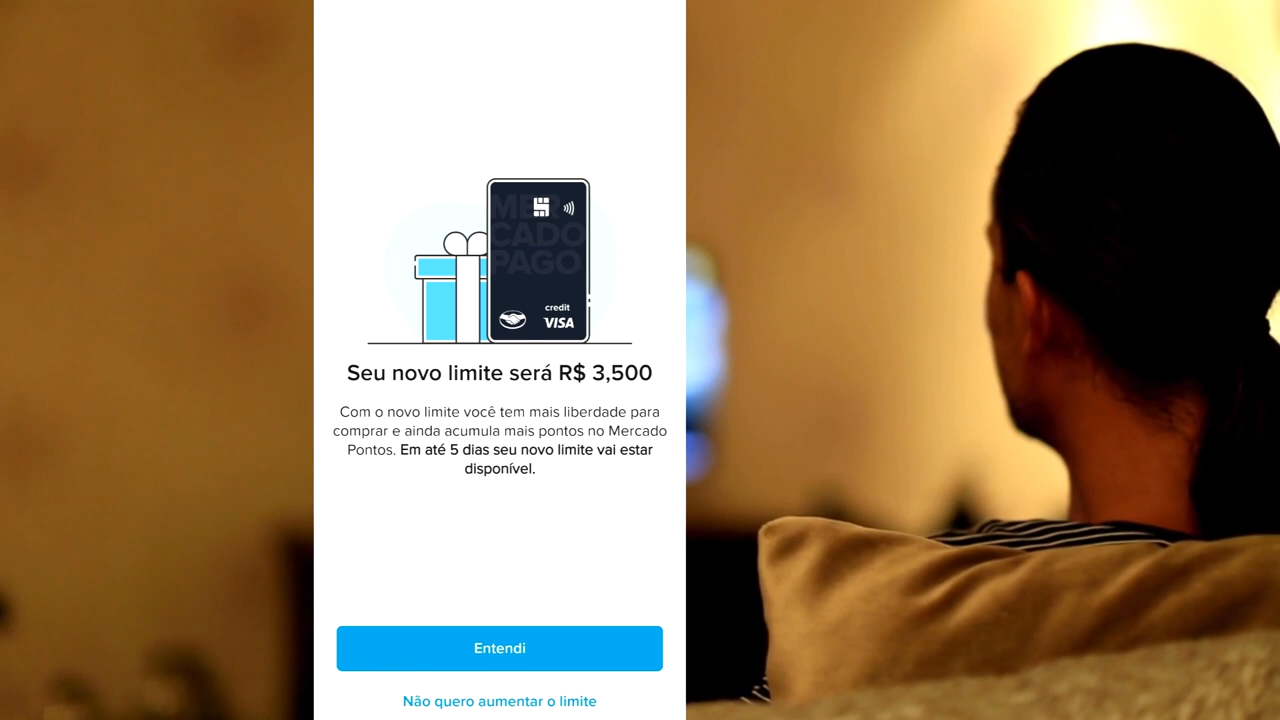 MERCADO PAGO
credit
VISA
Seu novo limite será R$ 3,500
Com o novo limite você tem mais liberdade para
comprar e ainda acumula mais pontos no Mercado
Pontos. Em até 5 dias seu novo limite vai estar
disponível.
Entendi
Não quero aumentar o limite